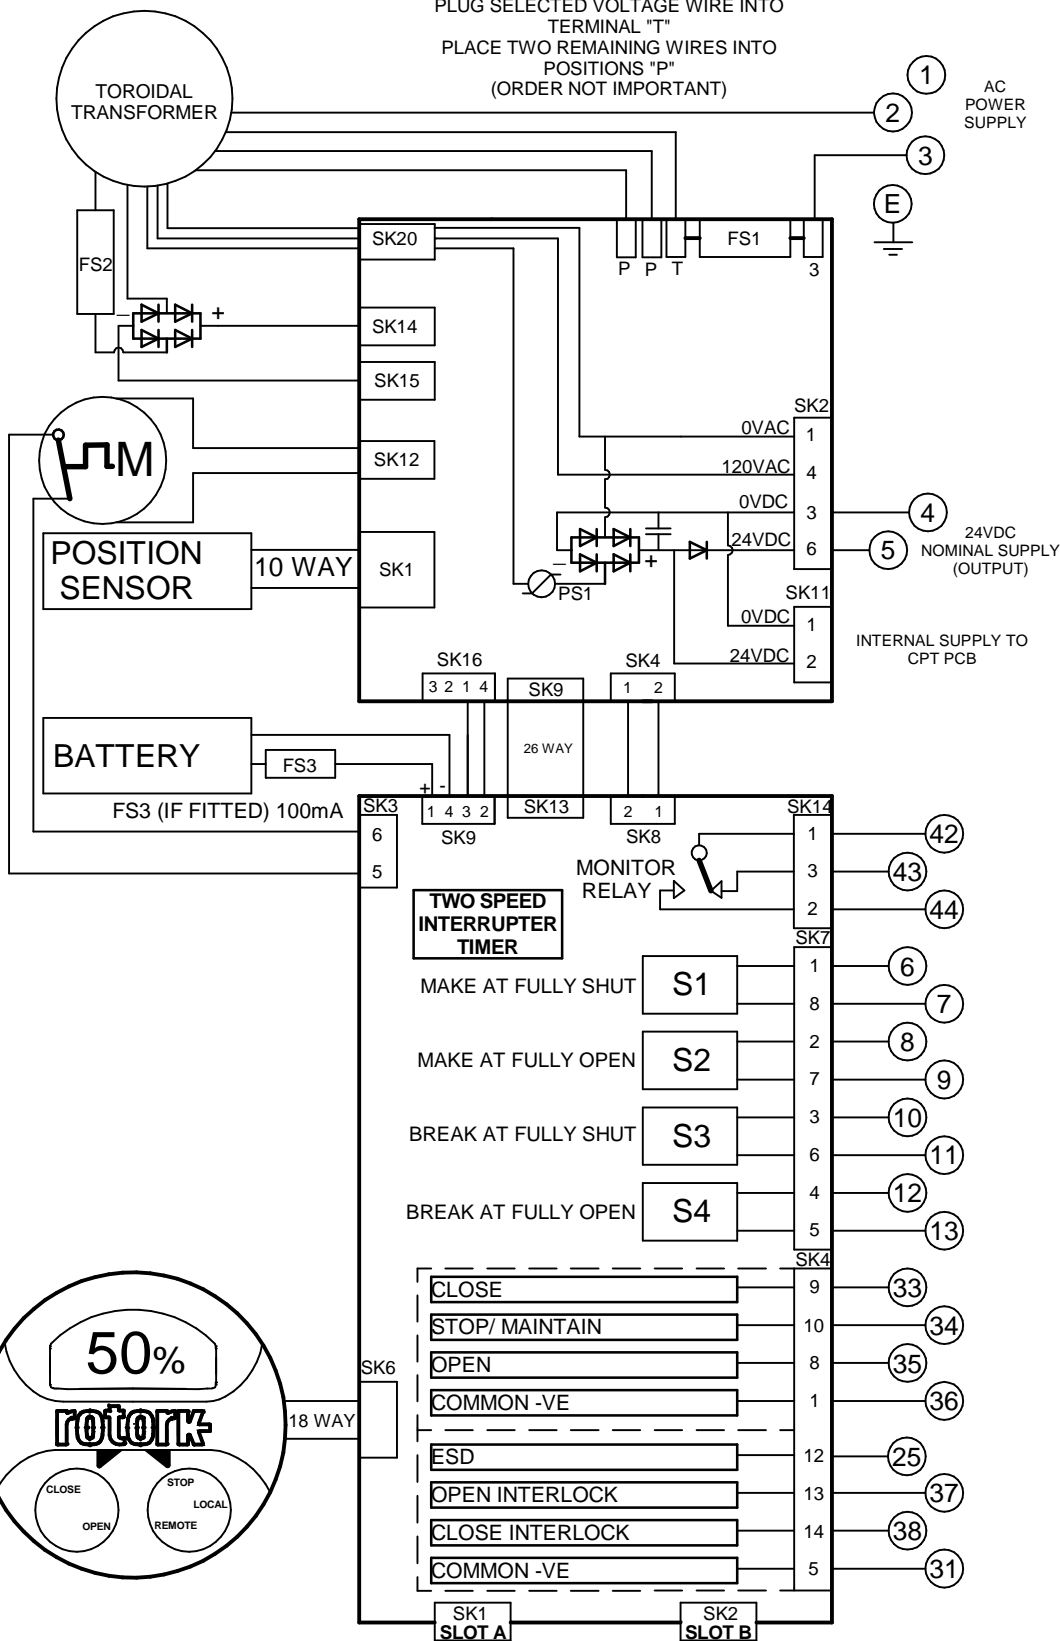 PLUG SELECTED VOLTAGE WIRE INTO
TERMINAL "T"
PLACE TWO REMAINING WIRES INTO
POSITIONS "P"
(ORDER NOT IMPORTANT)
TOROIDAL
TRANSFORMER
1
2
3
E
AC
POWER
SUPPLY
FS2
SK20
P P T
FS1
3
– +
SK14
SK15
M
SK12
SK2
0VAC 1
120VAC 4
0VDC 3
24VDC 6
4
5
24VDC
NOMINAL SUPPLY
(OUTPUT)
POSITION
SENSOR
10 WAY
SK1
– +
PS1
SK11
0VDC 1
24VDC 2
INTERNAL SUPPLY TO
CPT PCB
SK16
3 2 1 4
SK9
SK4
1 2
BATTERY
FS3
26 WAY
FS3 (IF FITTED) 100mA
+ -
SK3
6
5
1 4 3 2
SK9
SK13
2 1
SK8
SK14
MONITOR
RELAY
1 42
3 43
2 44
TWO SPEED
INTERRUPTER
TIMER
SK7
MAKE AT FULLY SHUT S1
1 6
8 7
MAKE AT FULLY OPEN S2
2 8
7 9
BREAK AT FULLY SHUT S3
3 10
6 11
BREAK AT FULLY OPEN S4
4 12
5 13
SK4
CLOSE 9 33
STOP/ MAINTAIN 10 34
OPEN 8 35
COMMON -VE 1 36
ESD 12 25
OPEN INTERLOCK 13 37
CLOSE INTERLOCK 14 38
COMMON -VE 5 31
50%
rotork
CLOSE
OPEN
STOP
LOCAL
REMOTE
18 WAY
SK6
SK1
SLOT A
SK2
SLOT B